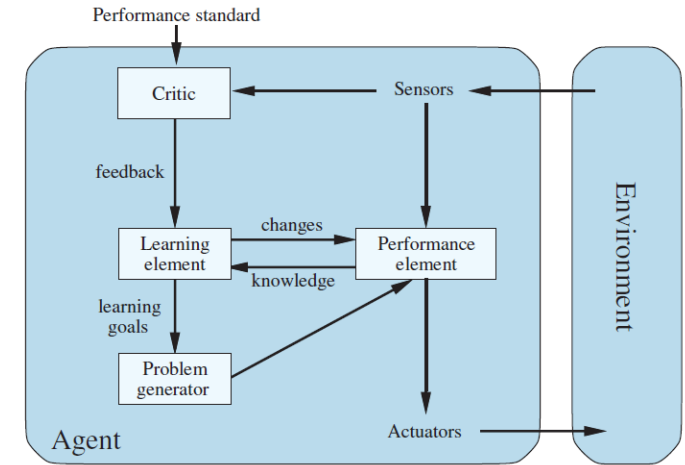 Performance standard
Critic
Sensors
feedback
changes
Learning
element
Performance
element
knowledge
learning
goals
Problem
generator
Agent
Actuators
Environment